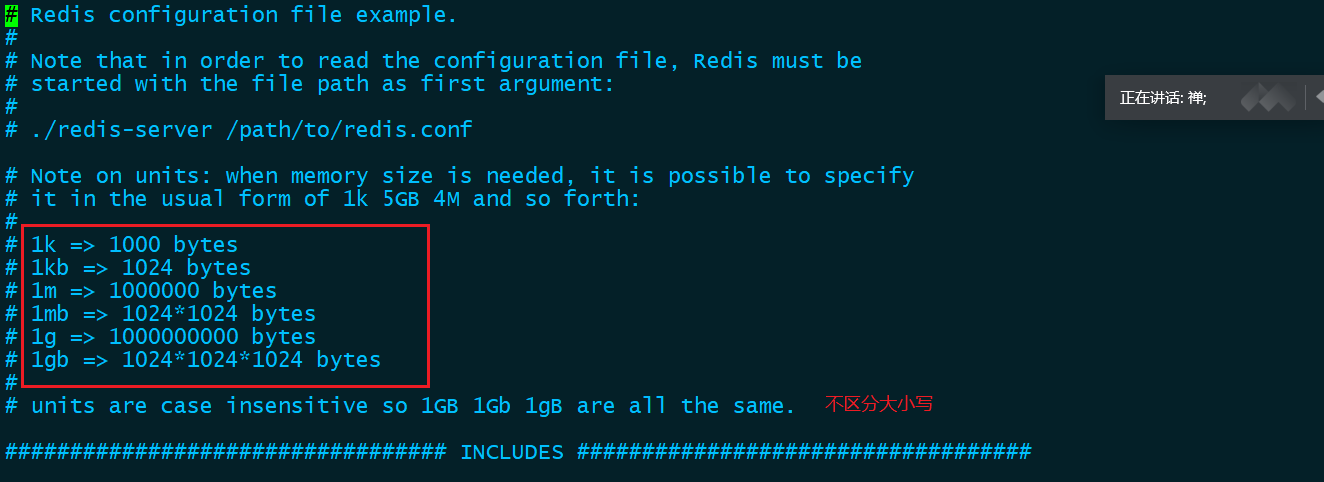 # Redis configuration file example.
#
# Note that in order to read the configuration file, Redis must be
# started with the file path as first argument:
#
# ./redis-server /path/to/redis.conf
正在讲话: 禅;
# Note on units: when memory size is needed, it is possible to specify
# it in the usual form of 1k 5GB 4M and so forth:
#
# 1k => 1000 bytes
# 1kb => 1024 bytes
# 1m => 1000000 bytes
# 1mb => 1024*1024 bytes
# 1g => 1000000000 bytes
# 1gb => 1024*1024*1024 bytes
#
# units are case insensitive so 1GB 1Gb 1gB are all the same. 不区分大小写
################################## INCLUDES ###################################